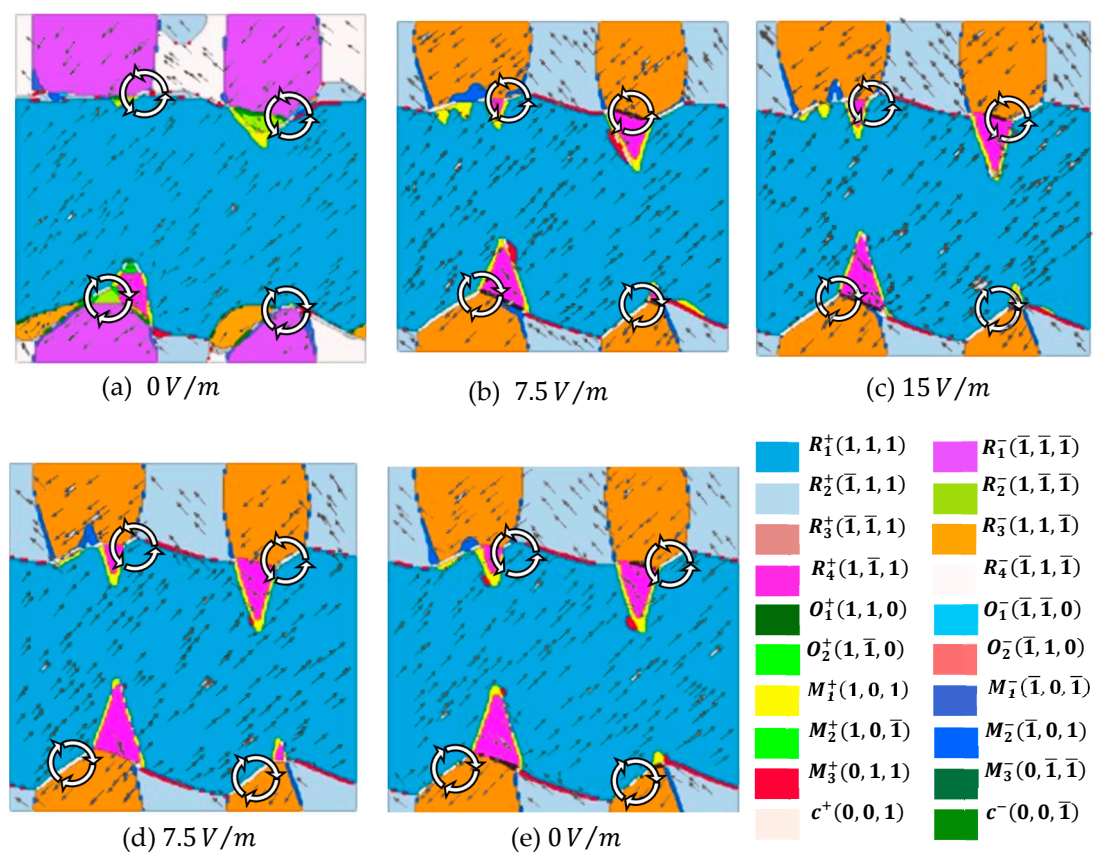 (a) 0 V/m
(b) 7.5 V/m
(c) 15 V/m
(d) 7.5 V/m
(e) 0 V/m
R₁⁺(1, 1, 1)
R₁⁻(1̅, 1̅, 1̅)
R₂⁺(1̅, 1, 1)
R₂⁻(1, 1̅, 1̅)
R₃⁺(1̅, 1̅, 1)
R₃⁻(1, 1, 1̅)
R₄⁺(1, 1̅, 1)
R₄⁻(1̅, 1, 1̅)
O₁⁺(1, 1, 0)
O₁⁻(1̅, 1̅, 0)
O₂⁺(1, 1̅, 0)
O₂⁻(1̅, 1, 0)
M₁⁺(1, 0, 1)
M₁⁻(1̅, 0, 1̅)
M₂⁺(1, 0, 1̅)
M₂⁻(1̅, 0, 1)
M₃⁺(0, 1, 1)
M₃⁻(0, 1̅, 1̅)
c⁺(0, 0, 1)
c⁻(0, 0, 1̅)